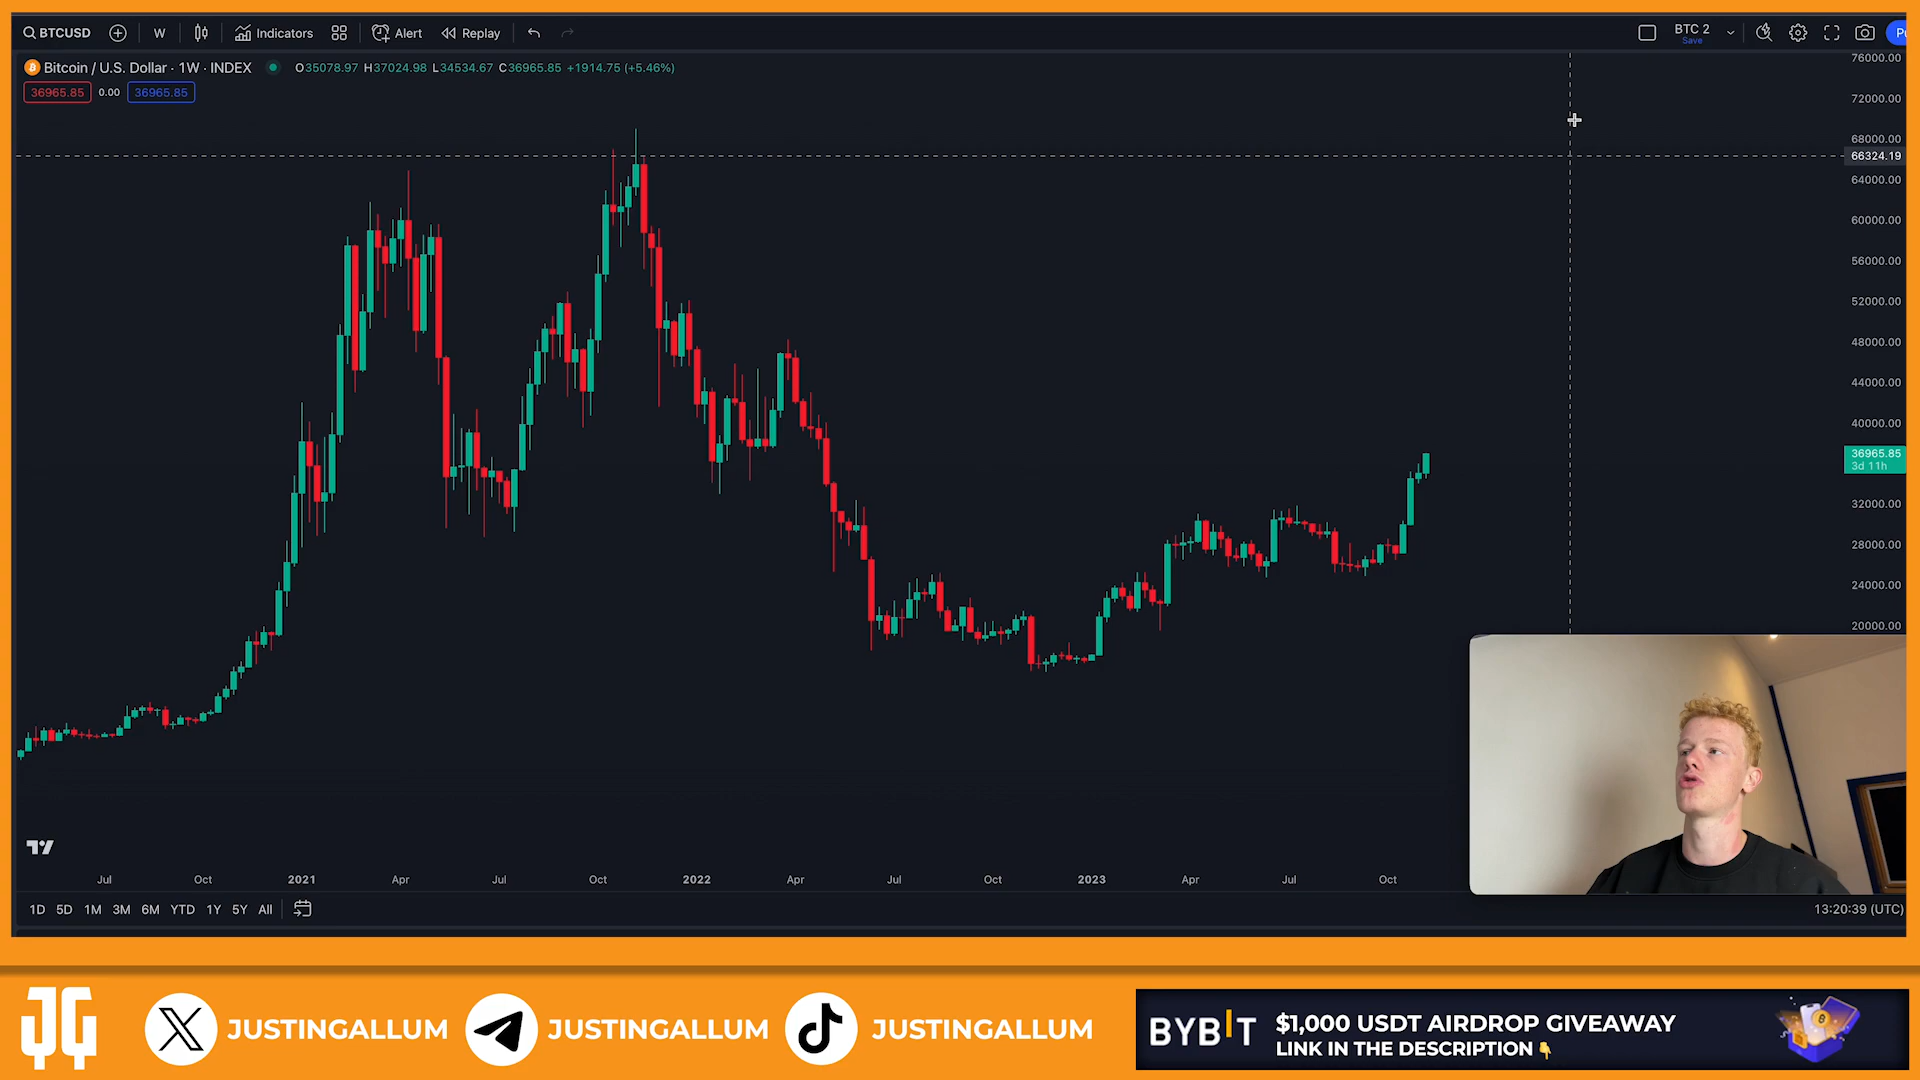 BTCUSD
W
Indicators
Alert
Replay
BTC 2
Save
Bitcoin / U.S. Dollar · 1W · INDEX
O35078.97 H37024.98 L34534.67 C36965.85 +1914.75 (+5.46%)
36965.85 0.00 36965.85
76000.00
72000.00
68000.00
66324.19
64000.00
60000.00
56000.00
52000.00
48000.00
44000.00
40000.00
36965.85
3d 11h
32000.00
28000.00
24000.00
20000.00
Jul Oct 2021 Apr Jul Oct 2022 Apr Jul Oct 2023 Apr Jul Oct
1D 5D 1M 3M 6M YTD 1Y 5Y All
13:20:39 (UTC)
JG
JUSTINGALLUM
JUSTINGALLUM
JUSTINGALLUM
BYBIT
$1,000 USDT AIRDROP GIVEAWAY
LINK IN THE DESCRIPTION